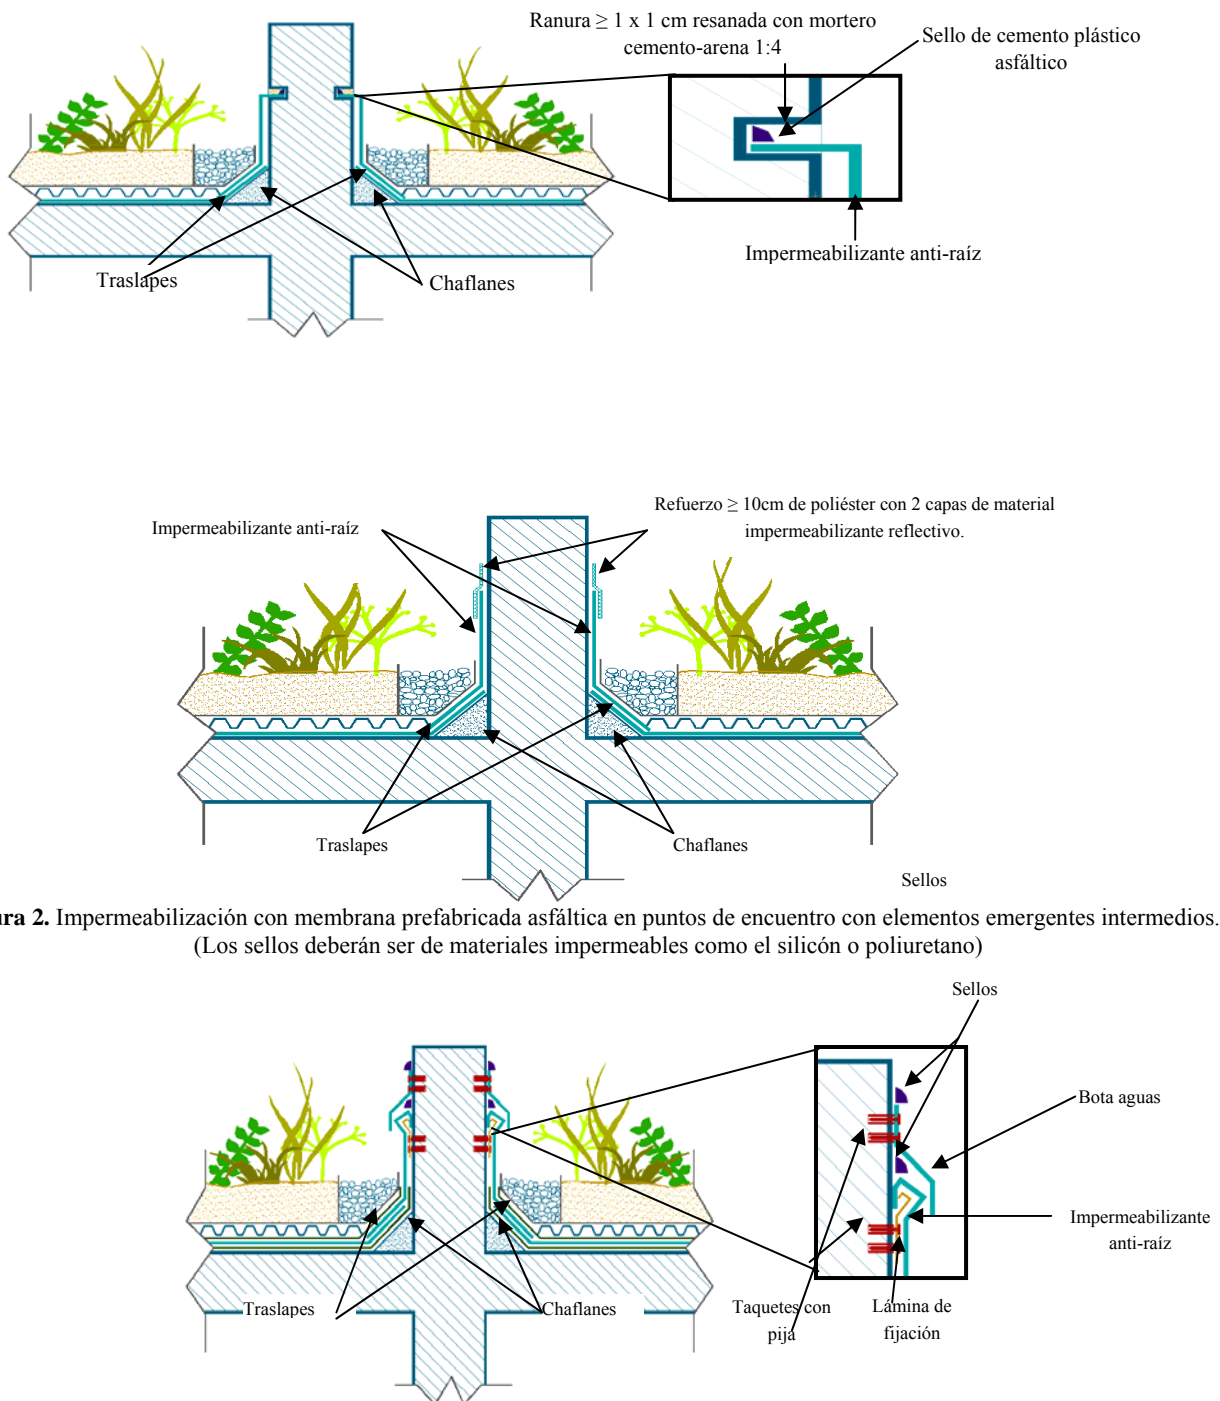 Ranura ≥ 1 x 1 cm resanada con mortero
cemento-arena 1:4
Sello de cemento plástico
asfáltico
Impermeabilizante anti-raíz
Traslapes
Chaflanes
Impermeabilizante anti-raíz
Refuerzo ≥ 10cm de poliéster con 2 capas de material
impermeabilizante reflectivo.
Traslapes
Chaflanes
Sellos
ura 2. Impermeabilización con membrana prefabricada asfáltica en puntos de encuentro con elementos emergentes intermedios.
(Los sellos deberán ser de materiales impermeables como el silicón o poliuretano)
Sellos
Bota aguas
Impermeabilizante
anti-raíz
Traslapes
Chaflanes
Taquetes con
pija
Lámina de
fijación